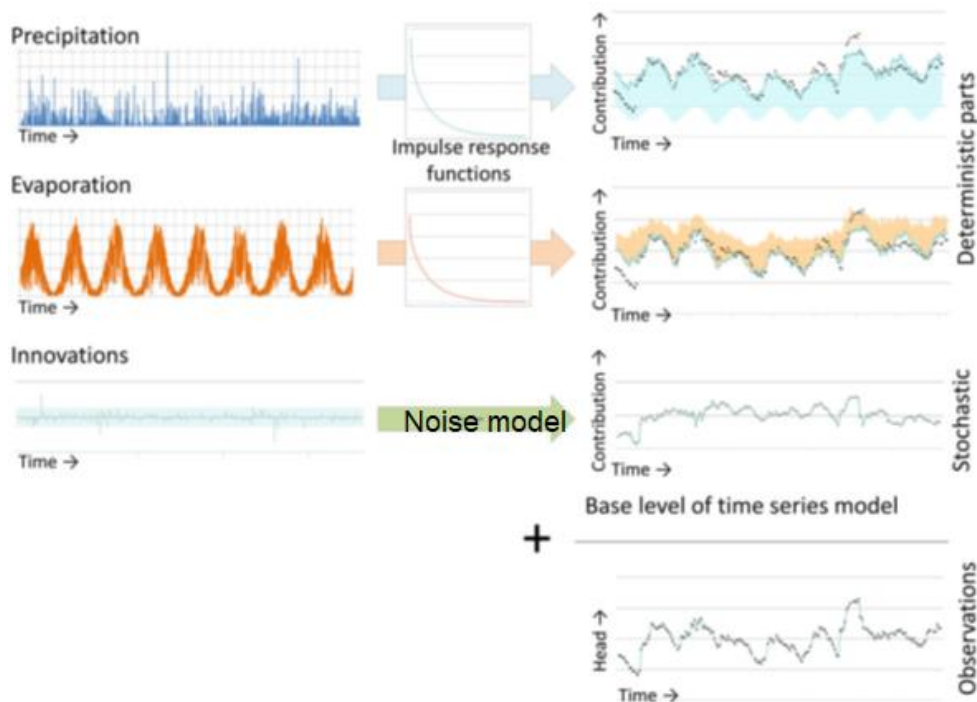 Precipitation
Time →
Contribution →
Time →
Impulse response
functions
Evaporation
Time →
Contribution →
Time →
Deterministic parts
Innovations
Time →
Noise model
Contribution →
Time →
Stochastic
Base level of time series model
+
Head →
Time →
Observations